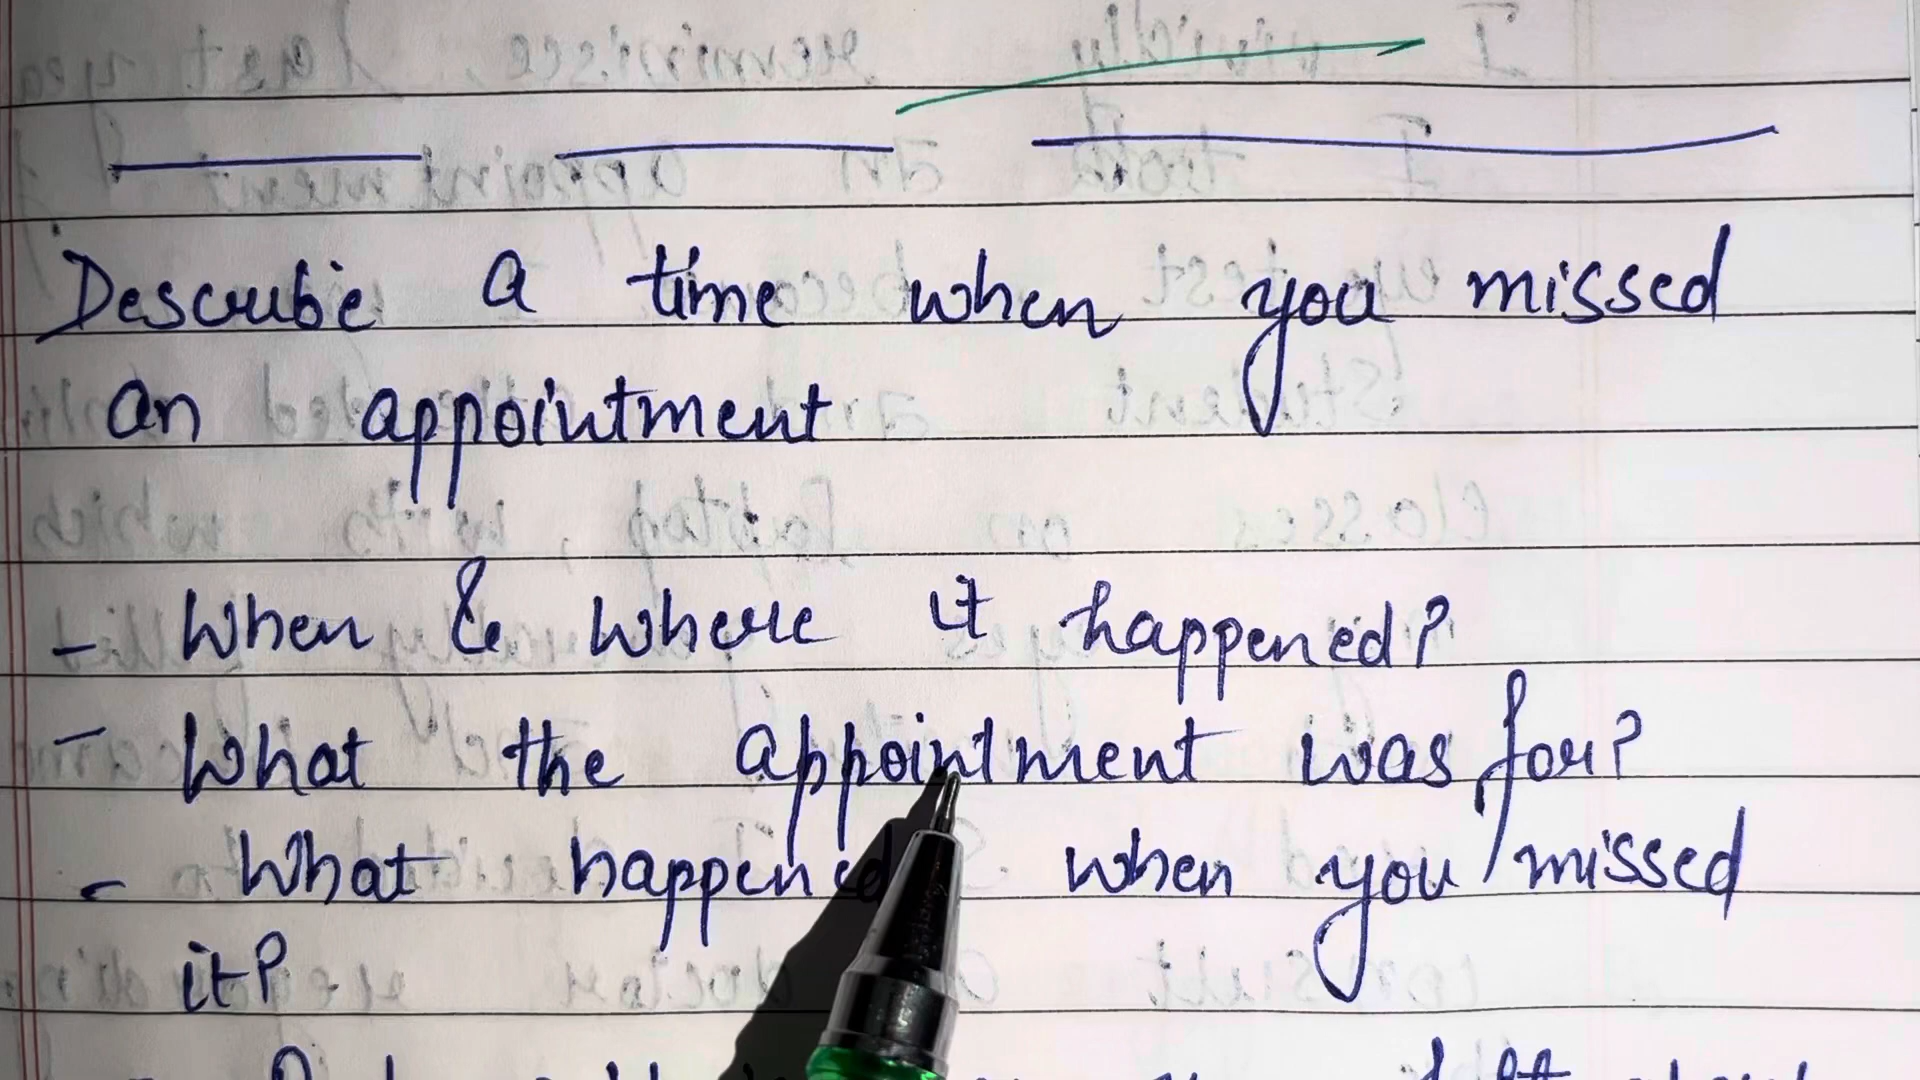 Describe a time when you missed
an appointment
- When & where it happened?
- What the appointment was for?
- What happened when you missed
it?